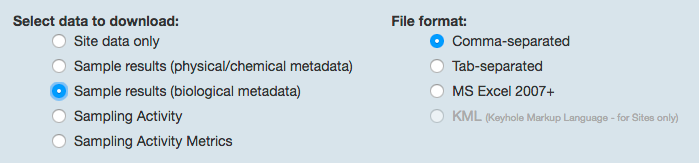 Select data to download:
Site data only
Sample results (physical/chemical metadata)
Sample results (biological metadata)
Sampling Activity
Sampling Activity Metrics
File format:
Comma-separated
Tab-separated
MS Excel 2007+
KML (Keyhole Markup Language - for Sites only)